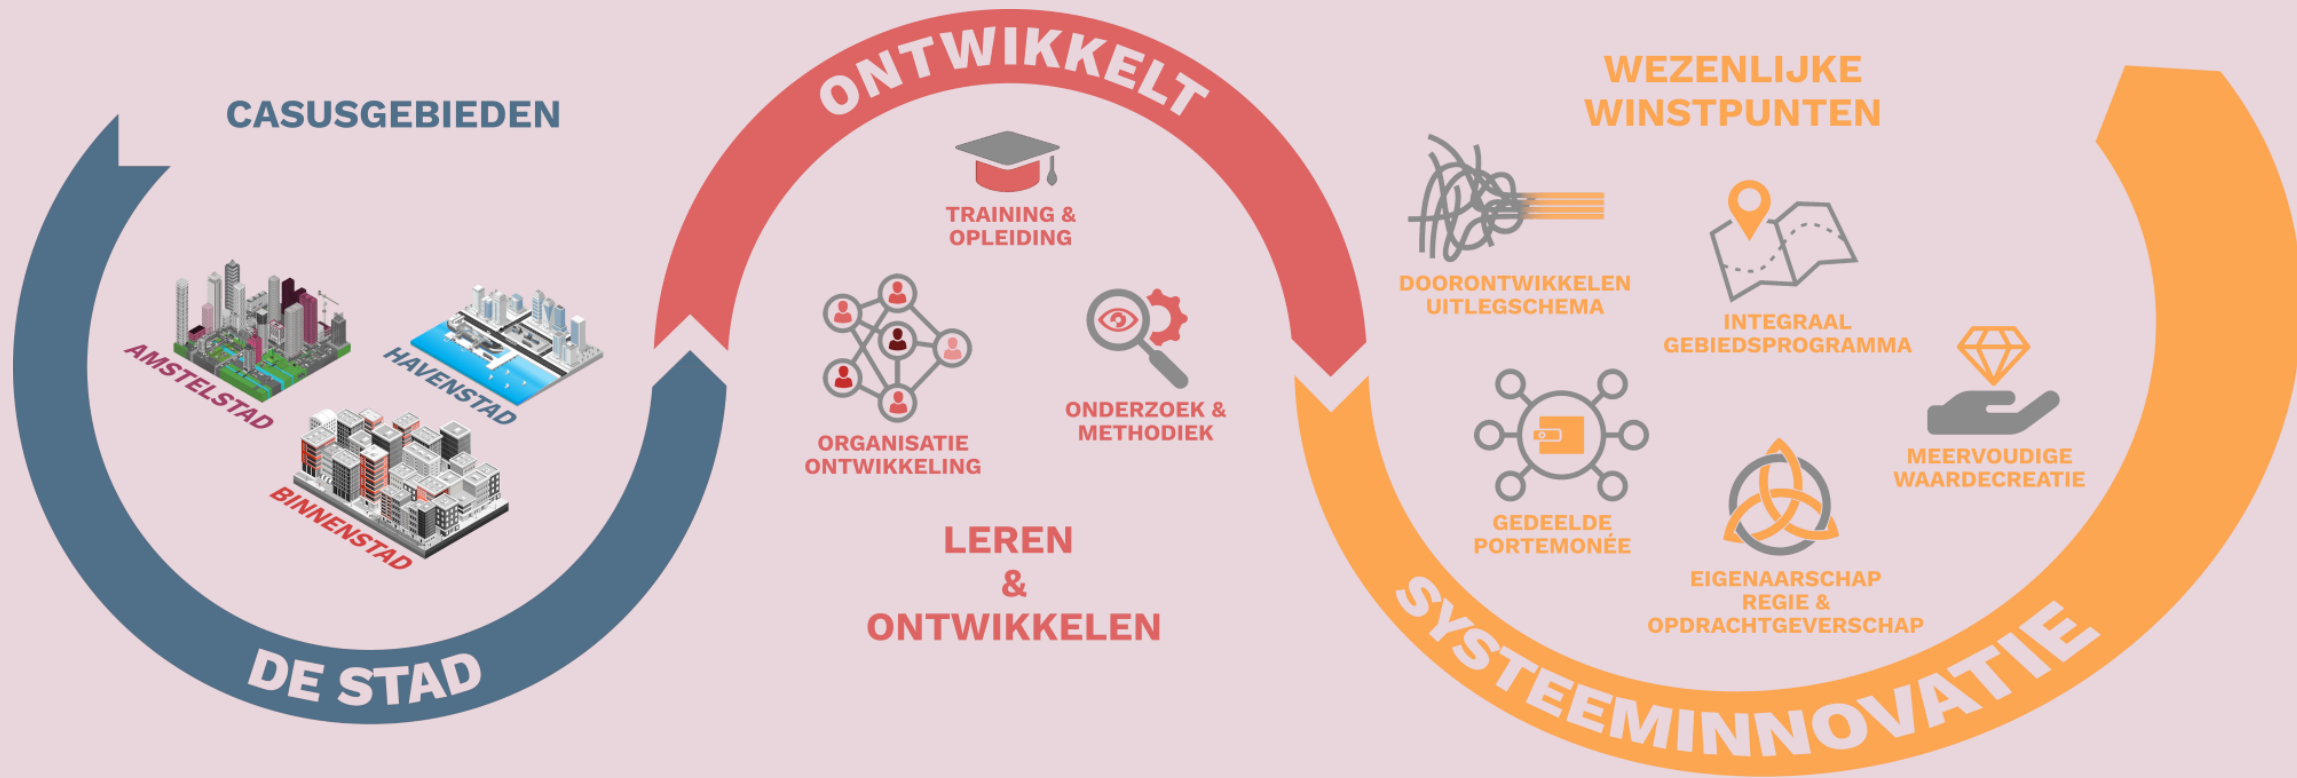 CASUSGEBIEDEN
AMSTELSTAD
HAVENSTAD
BINNENSTAD
DE STAD
ONTWIKKELT
TRAINING &
OPLEIDING
ORGANISATIE
ONTWIKKELING
ONDERZOEK &
METHODIEK
LEREN
&
ONTWIKKELEN
WEZENLIJKE
WINSTPUNTEN
DOORONTWIKKELEN
UITLEGSCHEMA
INTEGRAAL
GEBIEDSPROGRAMMA
GEDEELDE
PORTEMONÉE
EIGENAARSCHAP
REGIE &
OPDRACHTGEVERSCHAP
MEERVOUDIGE
WAARDECREATIE
SYSTEEMINNOVATIE